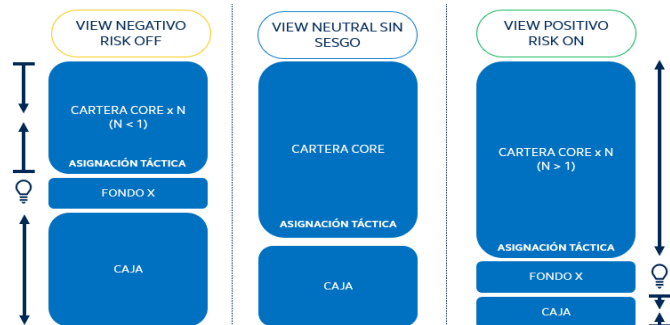 VIEW NEGATIVO
RISK OFF
CARTERA CORE x N
(N < 1)
ASIGNACIÓN TÁCTICA
FONDO X
CAJA
VIEW NEUTRAL SIN
SESGO
CARTERA CORE
ASIGNACIÓN TÁCTICA
CAJA
VIEW POSITIVO
RISK ON
CARTERA CORE x N
(N > 1)
ASIGNACIÓN TÁCTICA
FONDO X
CAJA